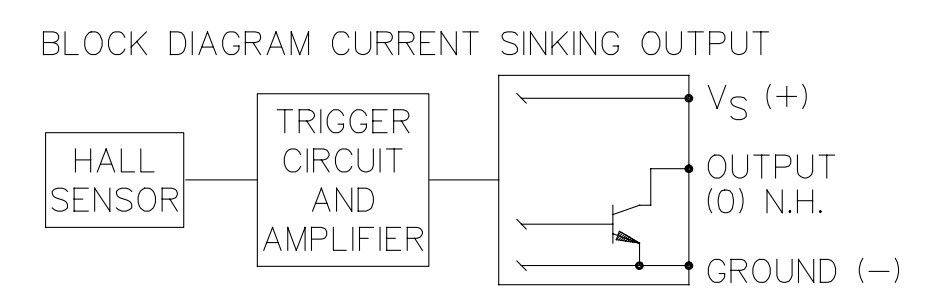 BLOCK DIAGRAM CURRENT SINKING OUTPUT
HALL
SENSOR
TRIGGER
CIRCUIT
AND
AMPLIFIER
VS (+)
OUTPUT
(O) N.H.
GROUND (–)